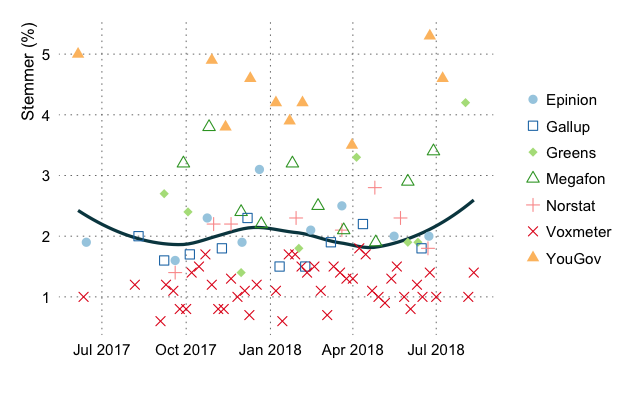 Stemmer (%)
5
4
3
2
1
Jul 2017
Oct 2017
Jan 2018
Apr 2018
Jul 2018
Epinion
Gallup
Greens
Megafon
Norstat
Voxmeter
YouGov